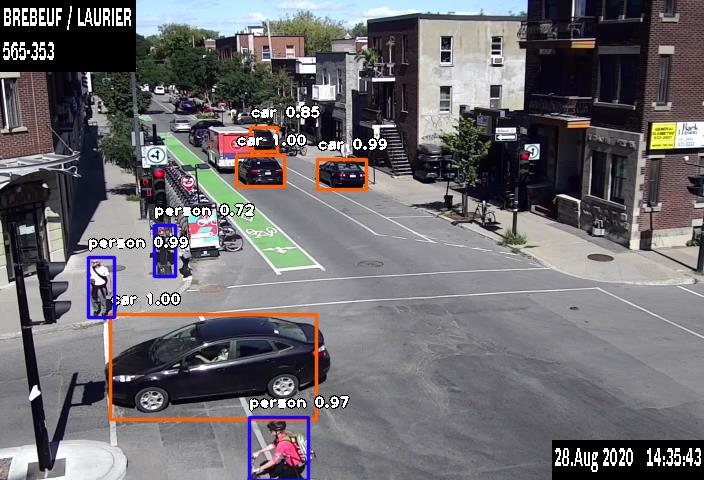 BREBEUF / LAURIER
565-353
car 0.85
car 1.00
car 0.99
person 0.72
person 0.99
car 1.00
person 0.97
28.Aug 2020 14:35:43